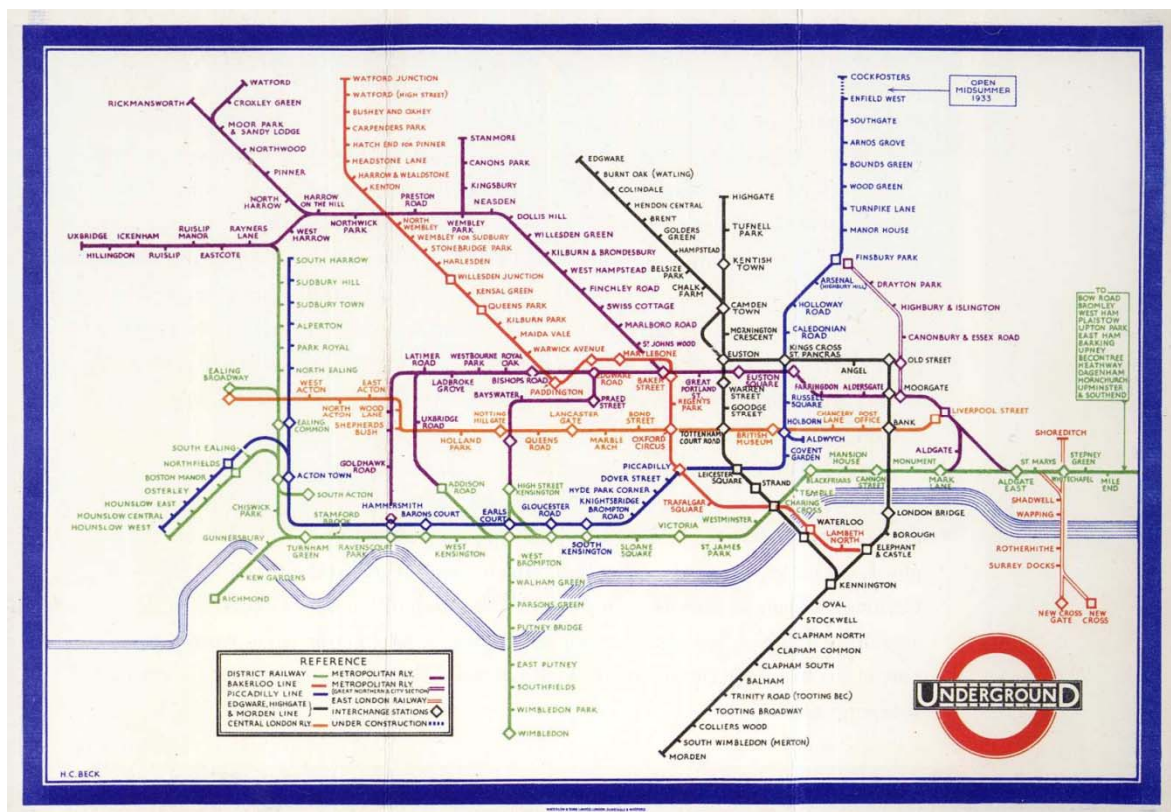 WATFORD
RICKMANSWORTH
CROXLEY GREEN
MOOR PARK
& SANDY LODGE
NORTHWOOD
PINNER
NORTH
HARROW
HARROW
ON THE HILL
NORTHWICK
PARK
PRESTON
ROAD
WEMBLEY
PARK
STANMORE
CANONS PARK
KINGSBURY
NEASDEN
DOLLIS HILL
WILLESDEN GREEN
KILBURN & BRONDESBURY
WEST HAMPSTEAD
FINCHLEY ROAD
SWISS COTTAGE
MARLBORO ROAD
ST JOHNS WOOD
UXBRIDGE
ICKENHAM
RUISLIP
MANOR
RAYNERS
LANE
WEST
HARROW
HILLINGDON
RUISLIP
EASTCOTE
WATFORD JUNCTION
WATFORD (HIGH STREET)
BUSHEY AND OXHEY
CARPENDERS PARK
HATCH END FOR PINNER
HEADSTONE LANE
HARROW & WEALDSTONE
KENTON
NORTH
WEMBLEY
WEMBLEY FOR SUDBURY
STONEBRIDGE PARK
HARLESDEN
WILLESDEN JUNCTION
KENSAL GREEN
QUEENS PARK
KILBURN PARK
MAIDA VALE
WARWICK AVENUE
MARYLEBONE
EDGWARE
BURNT OAK (WATLING)
COLINDALE
HENDON CENTRAL
BRENT
GOLDERS
GREEN
HAMPSTEAD
BELSIZE
PARK
CHALK
FARM
HIGHGATE
TUFNELL
PARK
KENTISH
TOWN
CAMDEN
TOWN
MORNINGTON
CRESCENT
EUSTON
COCKFOSTERS
OPEN
MIDSUMMER
1933
ENFIELD WEST
SOUTHGATE
ARNOS GROVE
BOUNDS GREEN
WOOD GREEN
TURNPIKE LANE
MANOR HOUSE
FINSBURY PARK
ARSENAL
(HIGHBURY HILL)
HOLLOWAY
ROAD
CALEDONIAN
ROAD
KINGS CROSS
ST. PANCRAS
DRAYTON PARK
HIGHBURY & ISLINGTON
CANONBURY & ESSEX ROAD
OLD STREET
ANGEL
MOORGATE
TO
BOW ROAD
BROMLEY
WEST HAM
PLAISTOW
UPTON PARK
EAST HAM
BARKING
UPNEY
BECONTREE
HEATHWAY
DAGENHAM
HORNCHURCH
UPMINSTER
& SOUTHEND
SOUTH HARROW
SUDBURY HILL
SUDBURY TOWN
ALPERTON
PARK ROYAL
NORTH EALING
EALING
BROADWAY
WEST
ACTON
EAST
ACTON
NORTH
ACTON
WOOD
LANE
SHEPHERDS
BUSH
EALING
COMMON
LATIMER
ROAD
WESTBOURNE
PARK
ROYAL
OAK
LADBROKE
GROVE
BISHOPS ROAD
PADDINGTON
EDGWARE
ROAD
BAKER
STREET
GREAT
PORTLAND
ST.
EUSTON
SQUARE
FARRINGDON
ALDERSGATE
BAYSWATER
PRAED
STREET
REGENTS
PARK
WARREN
STREET
GOODGE
STREET
RUSSELL
SQUARE
UXBRIDGE
ROAD
HOLLAND
PARK
NOTTING
HILL GATE
QUEENS
ROAD
LANCASTER
GATE
MARBLE
ARCH
BOND
STREET
OXFORD
CIRCUS
TOTTENHAM
COURT ROAD
BRITISH
MUSEUM
HOLBORN
CHANCERY
LANE
POST
OFFICE
BANK
LIVERPOOL STREET
ALDWYCH
COVENT
GARDEN
ALDGATE
SOUTH EALING
NORTHFIELDS
BOSTON MANOR
OSTERLEY
HOUNSLOW EAST
HOUNSLOW CENTRAL
HOUNSLOW WEST
ACTON TOWN
SOUTH ACTON
CHISWICK
PARK
GOLDHAWK
ROAD
HAMMERSMITH
ADDISON
ROAD
HIGH STREET
KENSINGTON
PICCADILLY
DOVER STREET
HYDE PARK CORNER
KNIGHTSBRIDGE
BROMPTON
ROAD
LEICESTER
SQUARE
STRAND
MANSION
HOUSE
BLACKFRIARS
TEMPLE
CHARING CROSS
CANNON
STREET
MONUMENT
MARK
LANE
ALDGATE
EAST
ST MARYS
WHITECHAPEL
STEPNEY
GREEN
MILE
END
SHOREDITCH
SHADWELL
WAPPING
ROTHERHITHE
SURREY DOCKS
NEW CROSS
GATE
NEW
CROSS
GUNNERSBURY
KEW GARDENS
RICHMOND
TURNHAM
GREEN
STAMFORD
BROOK
RAVENSCOURT
PARK
BARONS COURT
WEST
KENSINGTON
EARLS
COURT
GLOUCESTER
ROAD
SOUTH
KENSINGTON
SLOANE
SQUARE
VICTORIA
ST. JAMES
PARK
WESTMINSTER
TRAFALGAR
SQUARE
WATERLOO
LAMBETH
NORTH
LONDON BRIDGE
BOROUGH
ELEPHANT
& CASTLE
KENNINGTON
OVAL
STOCKWELL
CLAPHAM NORTH
CLAPHAM COMMON
CLAPHAM SOUTH
BALHAM
TRINITY ROAD (TOOTING BEC)
TOOTING BROADWAY
COLLIERS WOOD
SOUTH WIMBLEDON (MERTON)
MORDEN
WEST
BROMPTON
WALHAM GREEN
PARSONS GREEN
PUTNEY BRIDGE
EAST PUTNEY
SOUTHFIELDS
WIMBLEDON PARK
WIMBLEDON
REFERENCE
DISTRICT RAILWAY
BAKERLOO LINE
PICCADILLY LINE
EDGWARE, HIGHGATE
& MORDEN LINE
CENTRAL LONDON RLY.
METROPOLITAN RLY.
METROPOLITAN RLY.
(GREAT NORTHERN & CITY SECTION)
EAST LONDON RAILWAY
INTERCHANGE STATIONS
UNDER CONSTRUCTION
UNDERGROUND
H.C. BECK